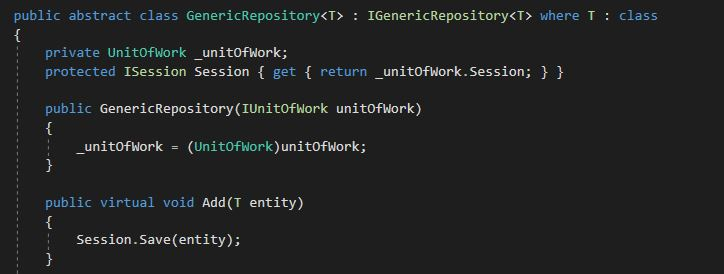 public abstract class GenericRepository<T> : IGenericRepository<T> where T : class
{
private UnitOfWork _unitOfWork;
protected ISession Session { get { return _unitOfWork.Session; } }
public GenericRepository(IUnitOfWork unitOfWork)
{
_unitOfWork = (UnitOfWork)unitOfWork;
}
public virtual void Add(T entity)
{
Session.Save(entity);
}